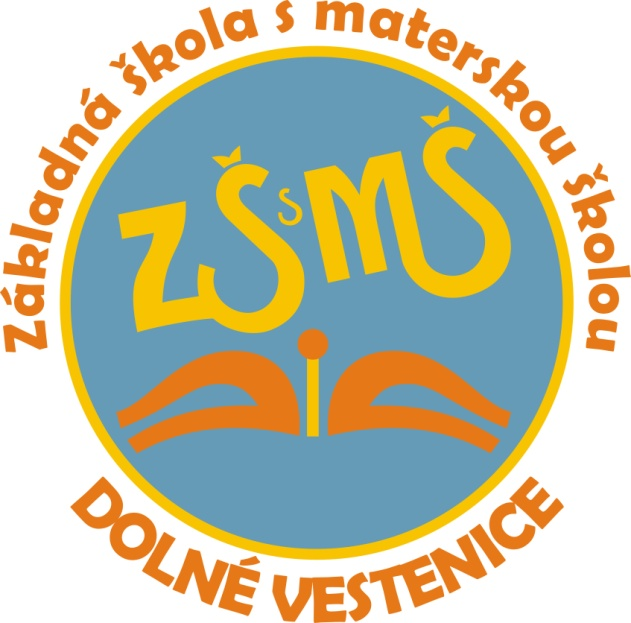 Základná škola s materskou školou
ZŠsMŠ
DOLNÉ VESTENICE